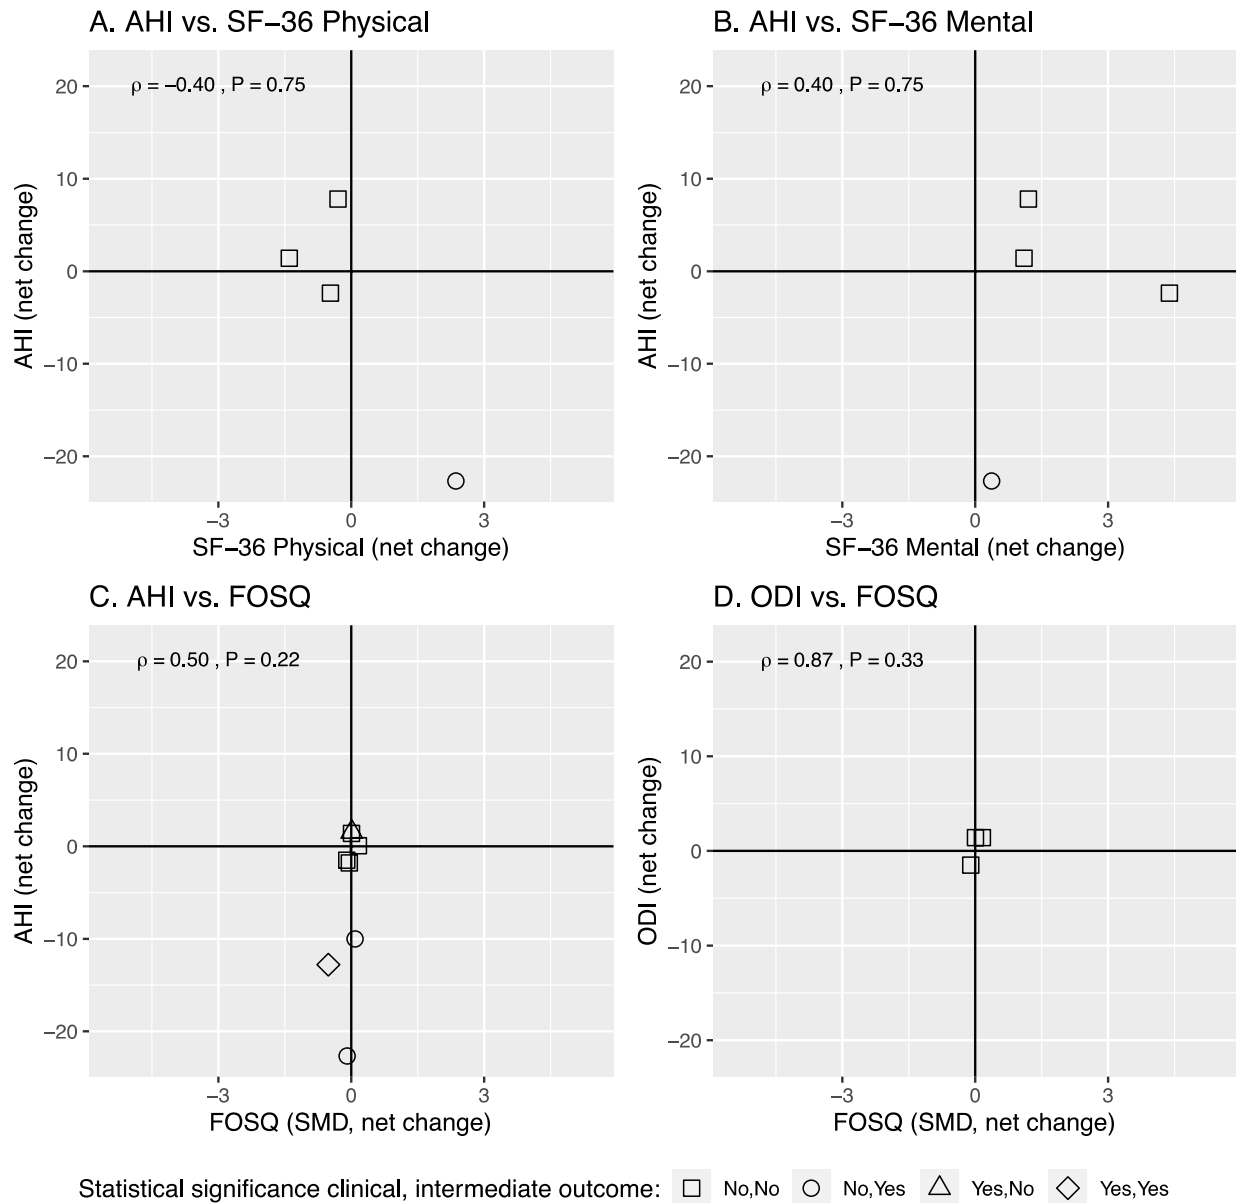 A. AHI vs. SF−36 Physical
ρ = −0.40 , P = 0.75
20
10
0
−10
−20
AHI (net change)
−3 0 3
SF−36 Physical (net change)
B. AHI vs. SF−36 Mental
ρ = 0.40 , P = 0.75
20
10
0
−10
−20
AHI (net change)
−3 0 3
SF−36 Mental (net change)
C. AHI vs. FOSQ
ρ = 0.50 , P = 0.22
20
10
0
−10
−20
AHI (net change)
−3 0 3
FOSQ (SMD, net change)
D. ODI vs. FOSQ
ρ = 0.87 , P = 0.33
20
10
0
−10
−20
ODI (net change)
−3 0 3
FOSQ (SMD, net change)
Statistical significance clinical, intermediate outcome: No,No No,Yes Yes,No Yes,Yes